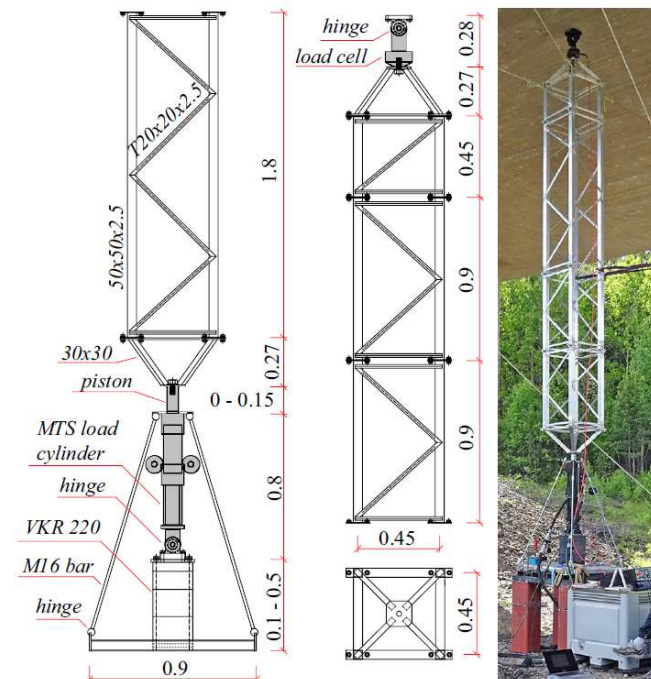 hinge
load cell
0.28
0.27
T20x20x2.5
50x50x2.5
1.8
0.45
0.9
0.9
30x30
piston
0.27
0 - 0.15
MTS load
cylinder
hinge
VKR 220
M16 bar
hinge
0.8
0.1 - 0.5
0.9
0.45
0.45